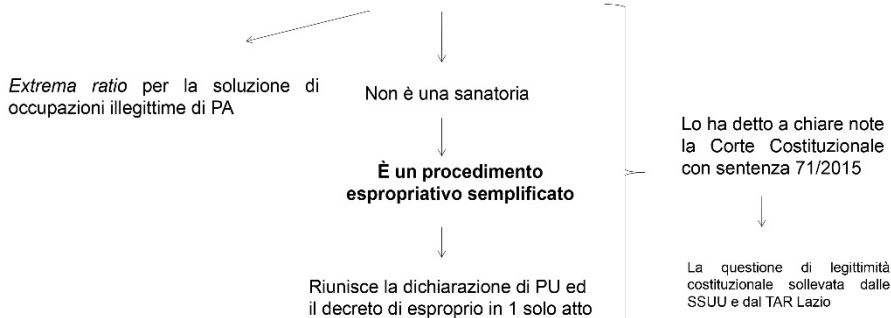 Extrema ratio per la soluzione di
occupazioni illegittime di PA
Non è una sanatoria
È un procedimento
espropriativo semplificato
Riunisce la dichiarazione di PU ed
il decreto di esproprio in 1 solo atto
Lo ha detto a chiare note
la Corte Costituzionale
con sentenza 71/2015
La questione di legittimità
costituzionale sollevata dalle
SSUU e dal TAR Lazio